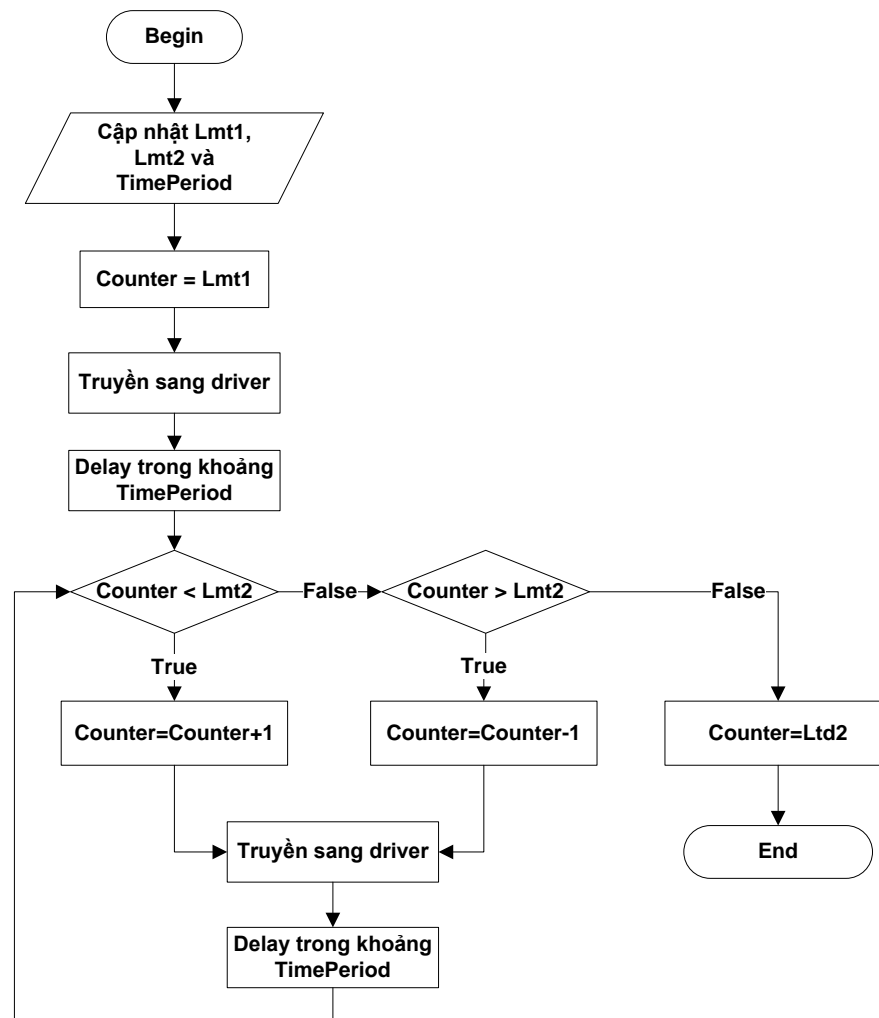 Begin
Cập nhật Lmt1,
Lmt2 và
TimePeriod
Counter = Lmt1
Truyền sang driver
Delay trong khoảng
TimePeriod
Counter < Lmt2
False
Counter > Lmt2
False
True
True
Counter=Counter+1
Counter=Counter-1
Counter=Ltd2
Truyền sang driver
End
Delay trong khoảng
TimePeriod